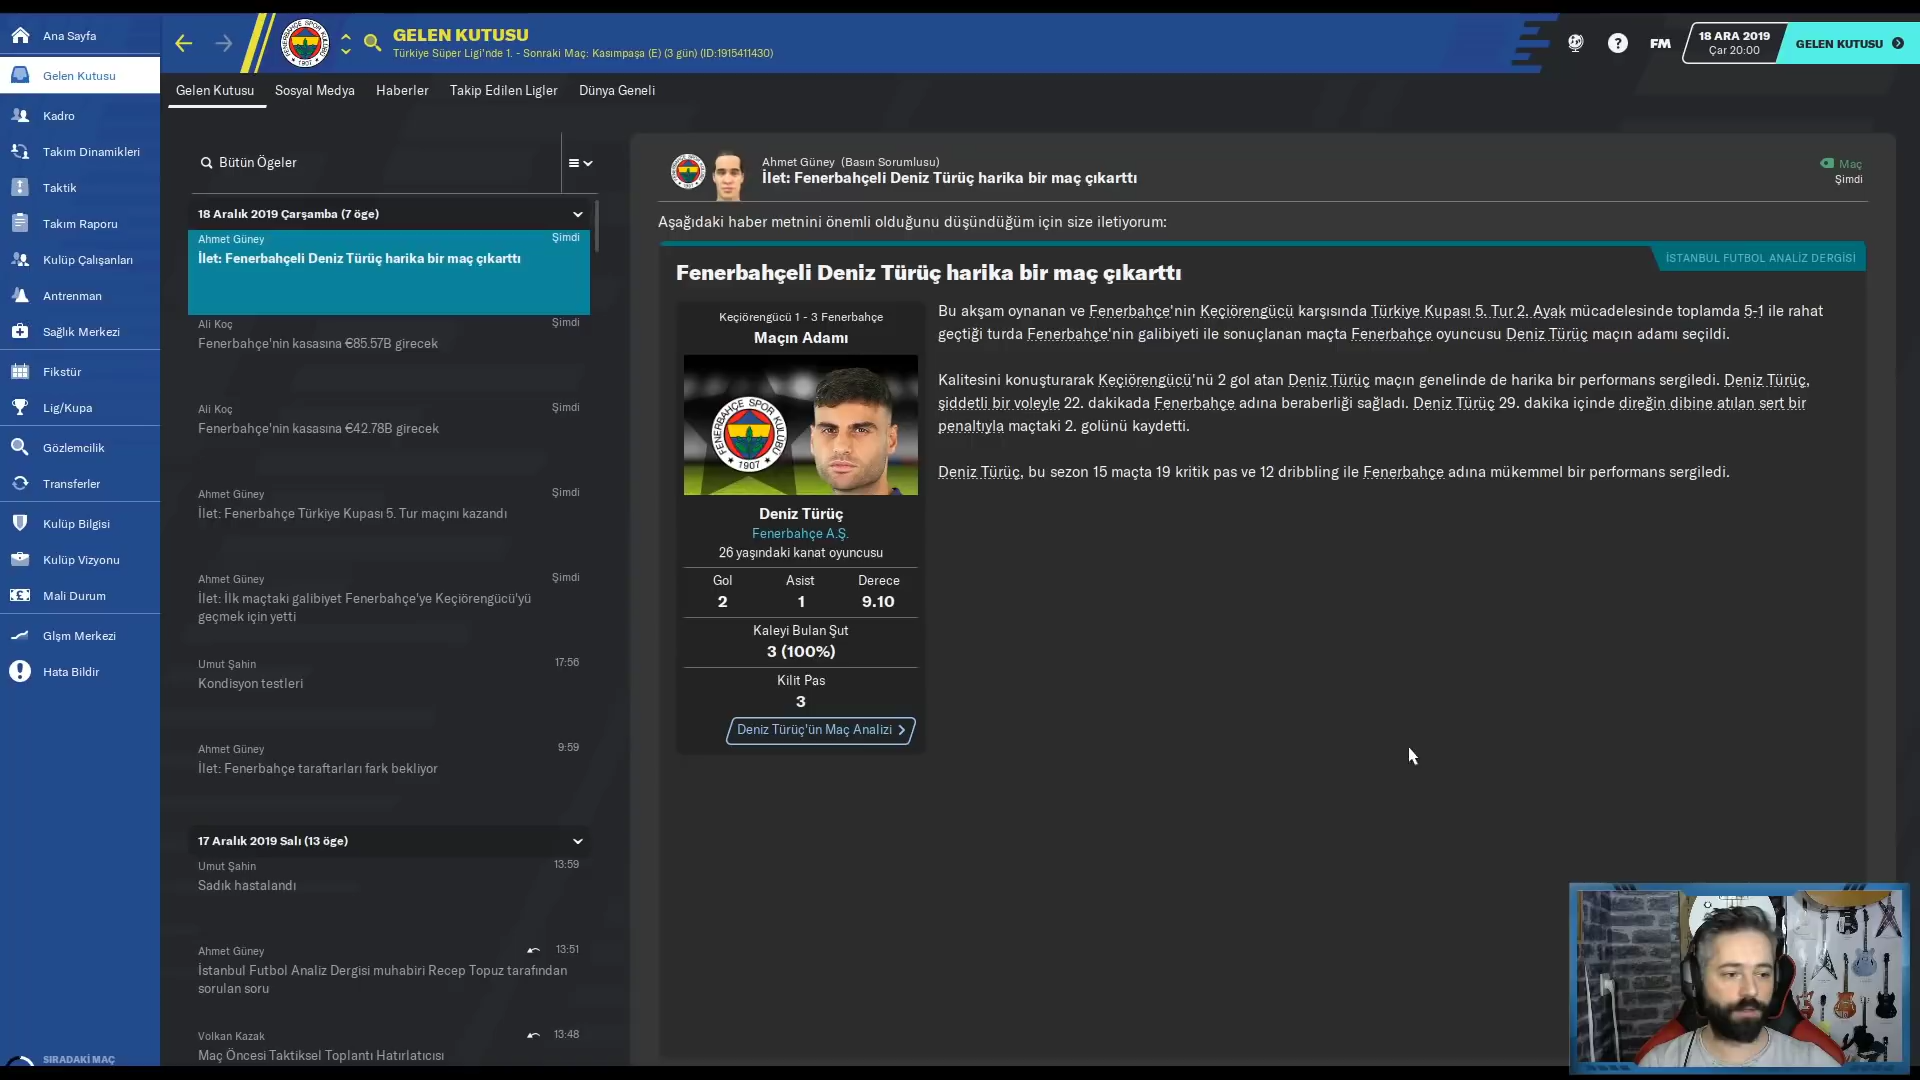 Ana Sayfa
Gelen Kutusu
Kadro
Takım Dinamikleri
Taktik
Takım Raporu
Kulüp Çalışanları
Antrenman
Sağlık Merkezi
Fikstür
Lig/Kupa
Gözlemcilik
Transferler
Kulüp Bilgisi
Kulüp Vizyonu
Mali Durum
Glşm Merkezi
Hata Bildir
SIRADAKİ MAÇ
GELEN KUTUSU
Türkiye Süper Ligi'nde 1. - Sonraki Maç: Kasımpaşa (E) (3 gün) (ID:1915411430)
FM
18 ARA 2019
Çar 20:00
GELEN KUTUSU
Gelen Kutusu
Sosyal Medya
Haberler
Takip Edilen Ligler
Dünya Geneli
Bütün Ögeler
18 Aralık 2019 Çarşamba (7 öge)
Ahmet Güney
Şimdi
İlet: Fenerbahçeli Deniz Türüç harika bir maç çıkarttı
Ali Koç
Şimdi
Fenerbahçe'nin kasasına €85.57B girecek
Ali Koç
Şimdi
Fenerbahçe'nin kasasına €42.78B girecek
Ahmet Güney
Şimdi
İlet: Fenerbahçe Türkiye Kupası 5. Tur maçını kazandı
Ahmet Güney
Şimdi
İlet: İlk maçtaki galibiyet Fenerbahçe'ye Keçiörengücü'yü
geçmek için yetti
Umut Şahin
17:56
Kondisyon testleri
Ahmet Güney
9:59
İlet: Fenerbahçe taraftarları fark bekliyor
17 Aralık 2019 Salı (13 öge)
Umut Şahin
13:59
Sadık hastalandı
Ahmet Güney
13:51
İstanbul Futbol Analiz Dergisi muhabiri Recep Topuz tarafından
sorulan soru
Volkan Kazak
13:48
Maç Öncesi Taktiksel Toplantı Hatırlatıcısı
Ahmet Güney (Basın Sorumlusu)
İlet: Fenerbahçeli Deniz Türüç harika bir maç çıkarttı
Maç
Şimdi
Aşağıdaki haber metnini önemli olduğunu düşündüğüm için size iletiyorum:
İSTANBUL FUTBOL ANALİZ DERGİSİ
Fenerbahçeli Deniz Türüç harika bir maç çıkarttı
Keçiörengücü 1 - 3 Fenerbahçe
Maçın Adamı
FENERBAHÇE SPOR KULÜBÜ
1907
Deniz Türüç
Fenerbahçe A.Ş.
26 yaşındaki kanat oyuncusu
Gol
Asist
Derece
2
1
9.10
Kaleyi Bulan Şut
3 (100%)
Kilit Pas
3
Deniz Türüç'ün Maç Analizi
Bu akşam oynanan ve Fenerbahçe'nin Keçiörengücü karşısında Türkiye Kupası 5. Tur 2. Ayak mücadelesinde toplamda 5-1 ile rahat
geçtiği turda Fenerbahçe'nin galibiyeti ile sonuçlanan maçta Fenerbahçe oyuncusu Deniz Türüç maçın adamı seçildi.
Kalitesini konuşturarak Keçiörengücü'nü 2 gol atan Deniz Türüç maçın genelinde de harika bir performans sergiledi. Deniz Türüç,
şiddetli bir voleyle 22. dakikada Fenerbahçe adına beraberliği sağladı. Deniz Türüç 29. dakika içinde direğin dibine atılan sert bir
penaltıyla maçtaki 2. golünü kaydetti.
Deniz Türüç, bu sezon 15 maçta 19 kritik pas ve 12 dribbling ile Fenerbahçe adına mükemmel bir performans sergiledi.